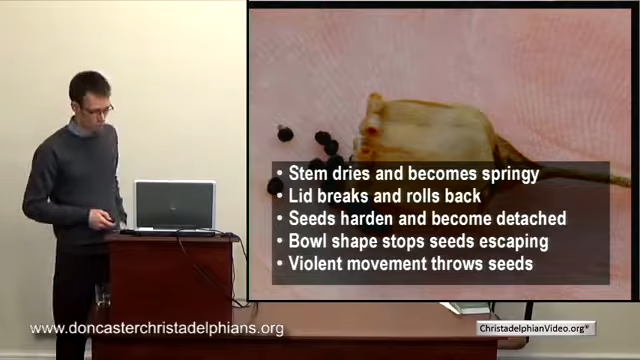 • Stem dries and becomes springy
• Lid breaks and rolls back
• Seeds harden and become detached
• Bowl shape stops seeds escaping
• Violent movement throws seeds
www.doncasterchristadelphians.org
ChristadelphianVideo.org®